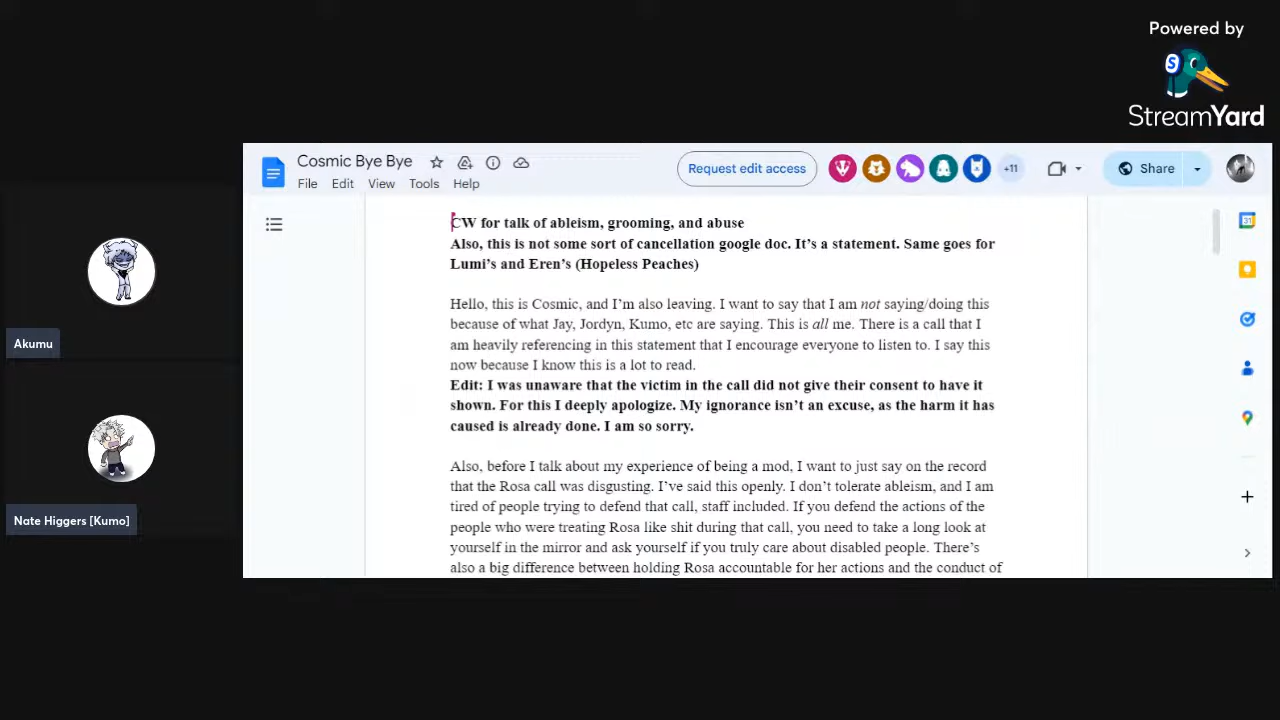 Powered by
StreamYard
Cosmic Bye Bye
File Edit View Tools Help
Request edit access
+11
Share
CW for talk of ableism, grooming, and abuse
Also, this is not some sort of cancellation google doc. It's a statement. Same goes for
Lumi's and Eren's (Hopeless Peaches)
Hello, this is Cosmic, and I'm also leaving. I want to say that I am not saying/doing this
because of what Jay, Jordyn, Kumo, etc are saying. This is all me. There is a call that I
am heavily referencing in this statement that I encourage everyone to listen to. I say this
now because I know this is a lot to read.
Edit: I was unaware that the victim in the call did not give their consent to have it
shown. For this I deeply apologize. My ignorance isn't an excuse, as the harm it has
caused is already done. I am so sorry.
Also, before I talk about my experience of being a mod, I want to just say on the record
that the Rosa call was disgusting. I've said this openly. I don't tolerate ableism, and I am
tired of people trying to defend that call, staff included. If you defend the actions of the
people who were treating Rosa like shit during that call, you need to take a long look at
yourself in the mirror and ask yourself if you truly care about disabled people. There's
also a big difference between holding Rosa accountable for her actions and the conduct of
Akumu
Nate Higgers [Kumo]
S
31